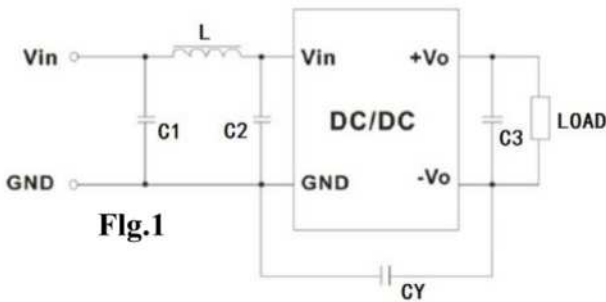 L
Vin
Vin
+Vo
C1
C2
DC/DC
C3
LOAD
GND
GND
-Vo
Flg.1
CY